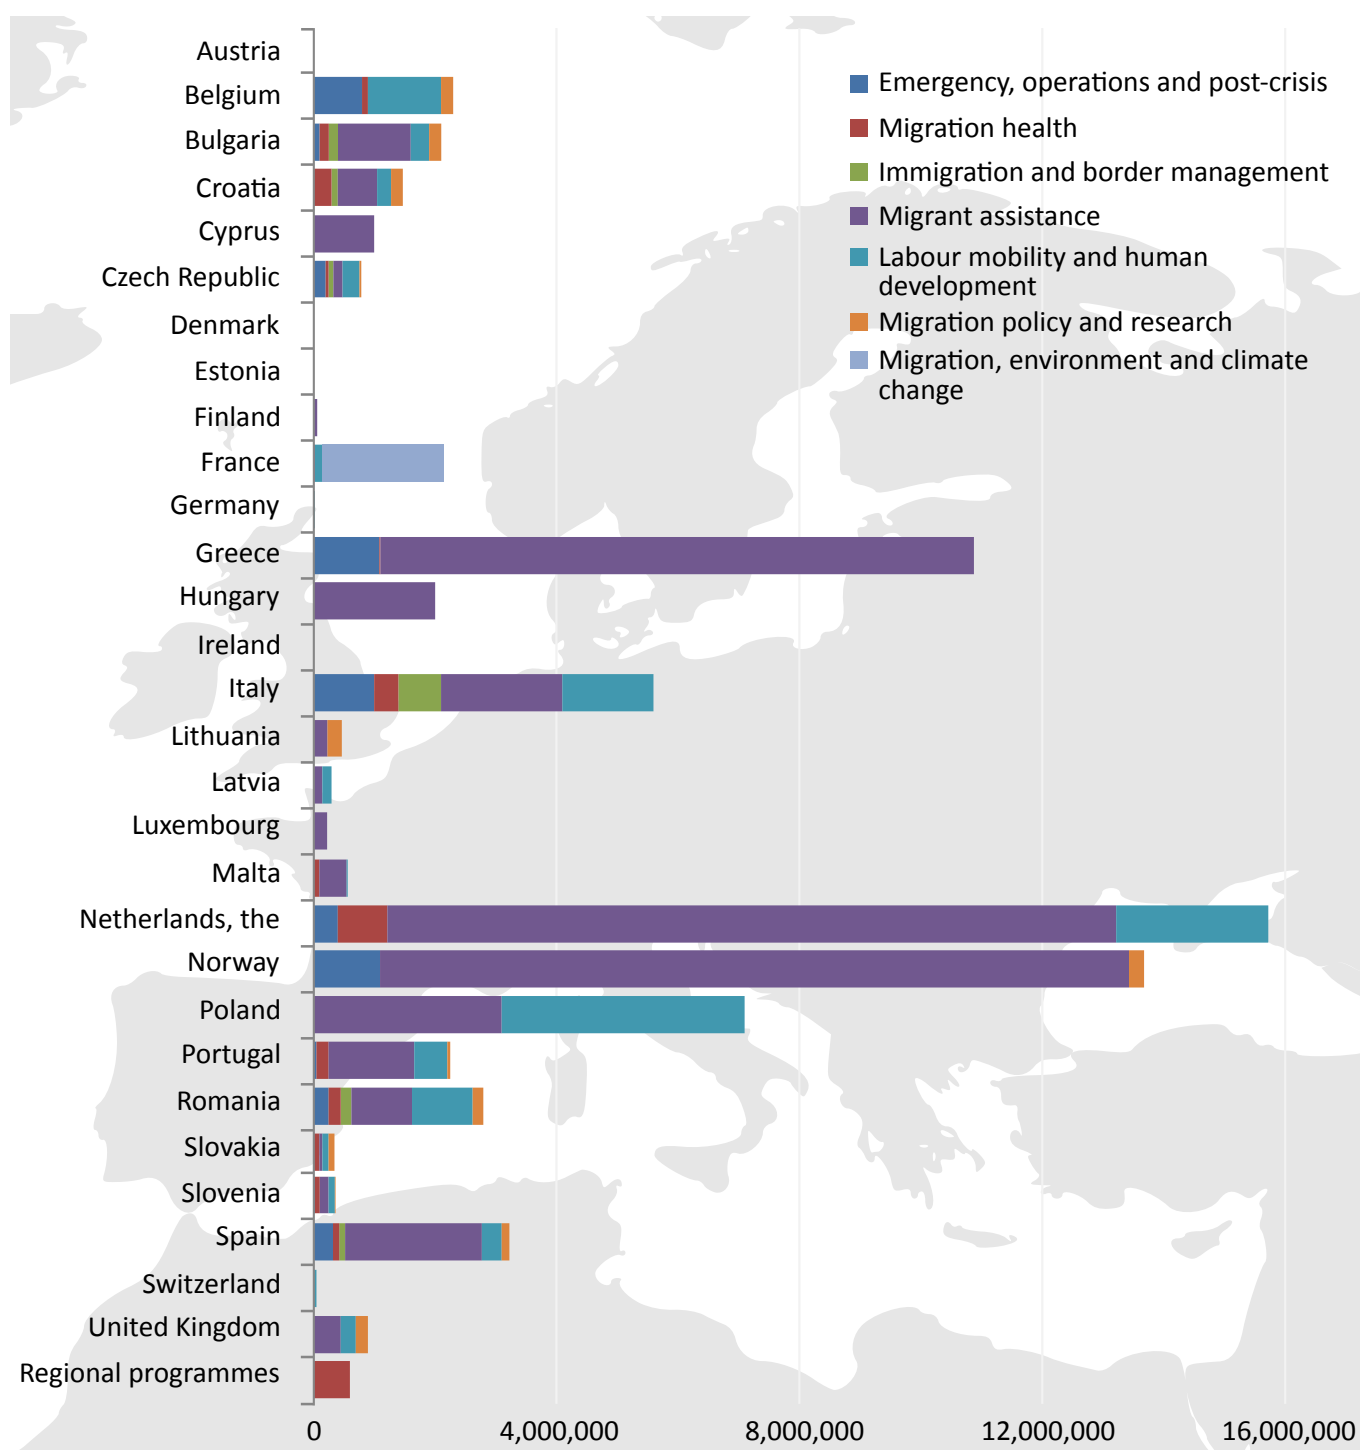 Austria
Belgium
Bulgaria
Croatia
Cyprus
Czech Republic
Denmark
Estonia
Finland
France
Germany
Greece
Hungary
Ireland
Italy
Lithuania
Latvia
Luxembourg
Malta
Netherlands, the
Norway
Poland
Portugal
Romania
Slovakia
Slovenia
Spain
Switzerland
United Kingdom
Regional programmes
Emergency, operations and post-crisis
Migration health
Immigration and border management
Migrant assistance
Labour mobility and human
development
Migration policy and research
Migration, environment and climate
change
0 4,000,000 8,000,000 12,000,000 16,000,000